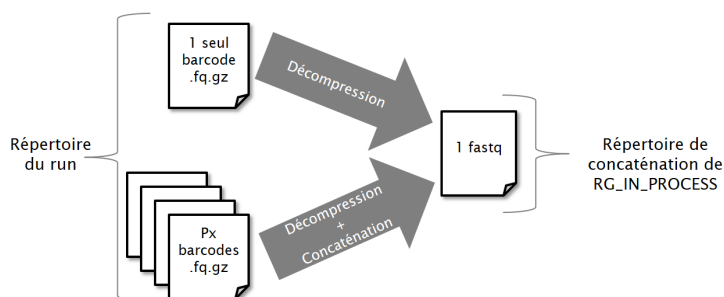 Répertoire
du run
1 seul
barcode
.fq.gz
Px
barcodes
.fq.gz
Décompression
Décompression
+
Concaténation
1 fastq
Répertoire de
concaténation de
RG_IN_PROCESS